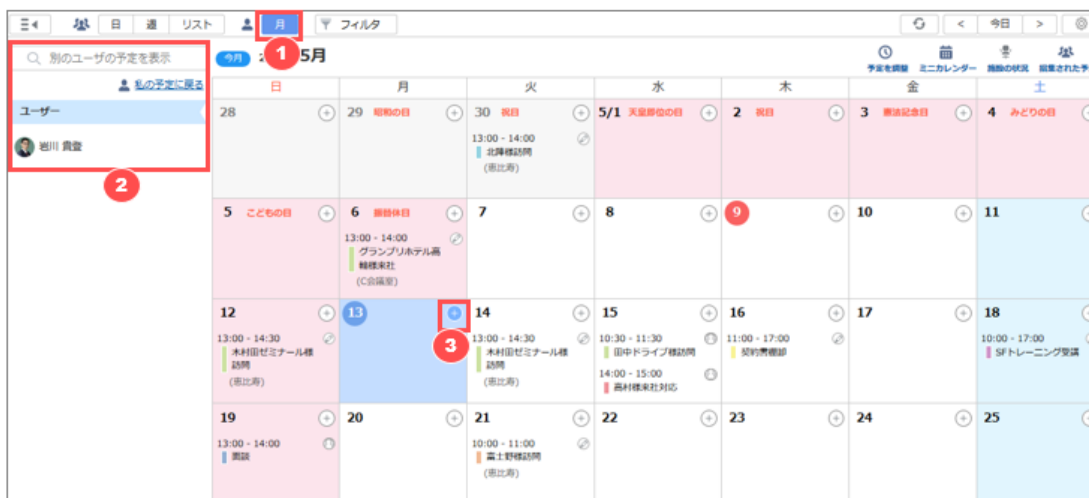 日 週 リスト 月 フィルタ < 今日 >
1
別のユーザの予定を表示
今月 5月
予定を調整 ミニカレンダー 施設の状況
私の予定に戻る
ユーザー
岩川 貴登
2
日 月 火 水 木 金 土
28 29 昭和の日 30 祝日 5/1 天皇即位の日 2 祝日 3 憲法記念日 4 みどりの日
13:00 - 14:00
北陣様訪問
(恵比寿)
5 こどもの日 6 振替休日 7 8 9 10 11
13:00 - 14:00
グランプリホテル高
輪様来社
(C会議室)
12 13 14 15 16 17 18
3
13:00 - 14:30 13:00 - 14:30 10:30 - 11:30 11:00 - 17:00 10:00 - 17:00
木村田ゼミナール様 木村田ゼミナール様 田中ドライブ様訪問 契約書棚卸 SFトレーニング受講
訪問 訪問
(恵比寿) (恵比寿)
14:00 - 15:00
高村様来社対応
19 20 21 22 23 24 25
13:00 - 14:00 10:00 - 11:00
面談 富士野様訪問
(恵比寿)